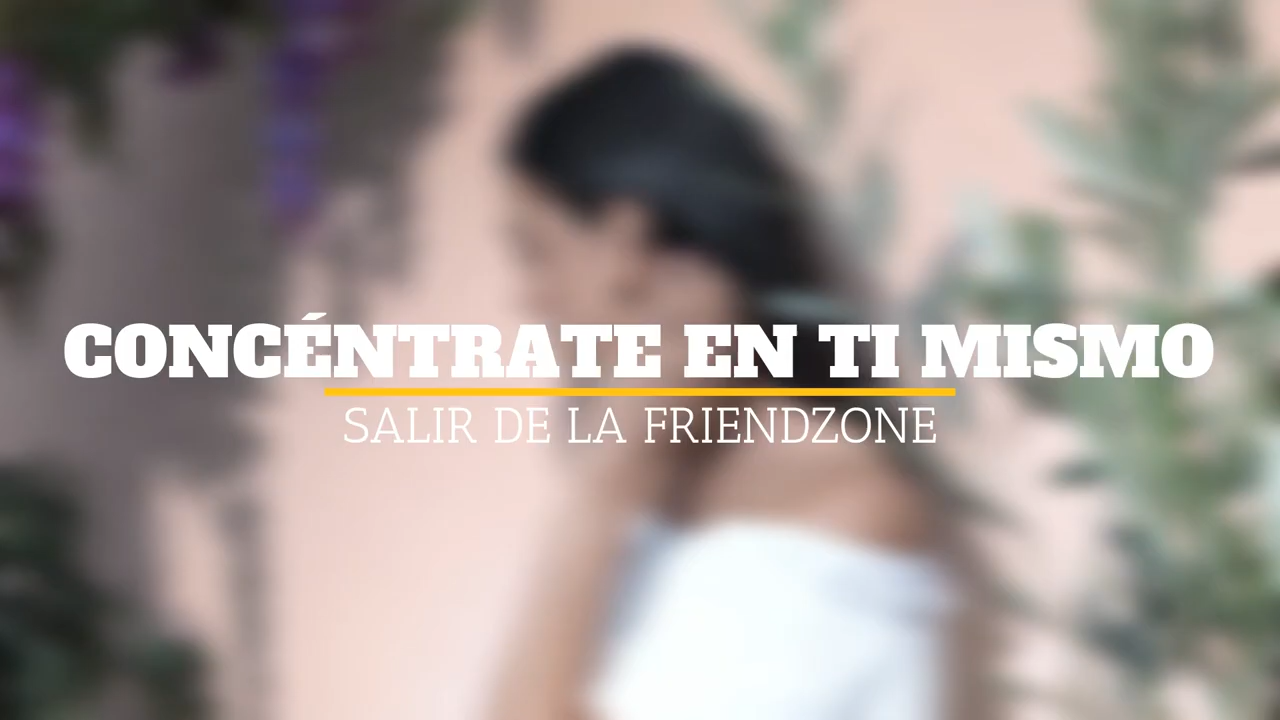 CONCÉNTRATE EN TI MISMO
SALIR DE LA FRIENDZONE